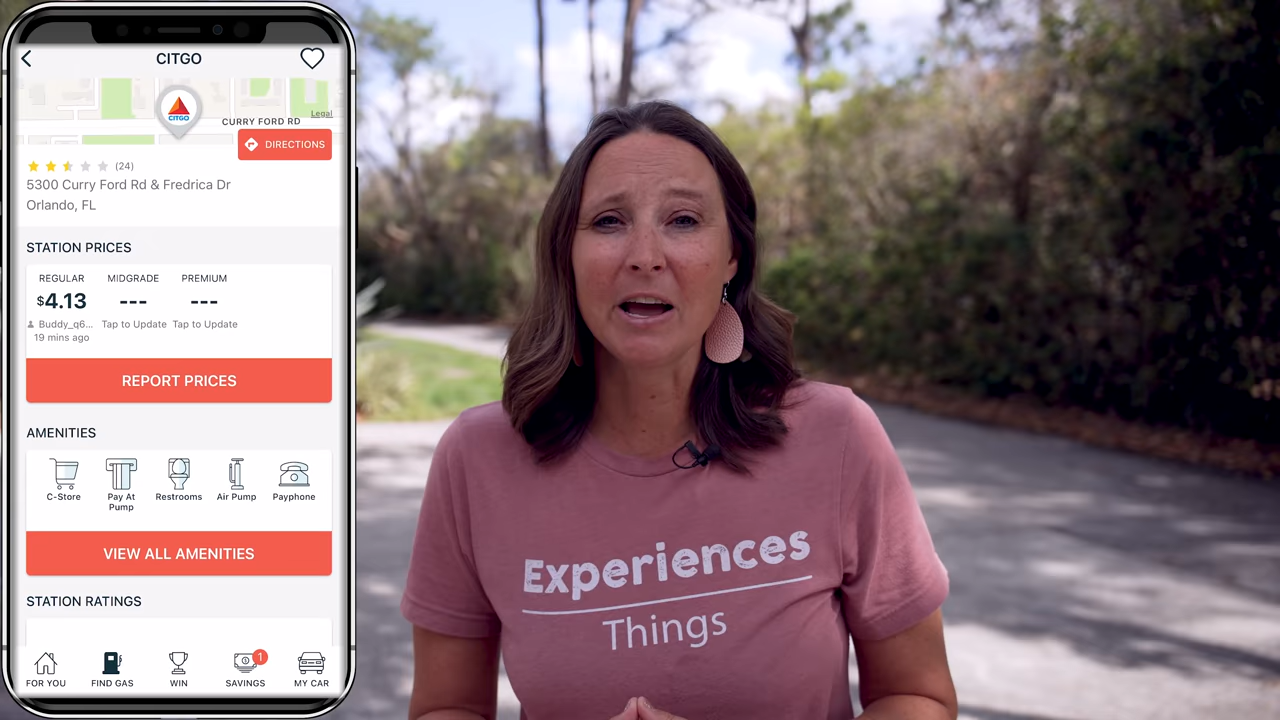 CITGO
CITGO
CURRY FORD RD
Legal
DIRECTIONS
(24)
5300 Curry Ford Rd & Fredrica Dr
Orlando, FL
STATION PRICES
REGULAR MIDGRADE PREMIUM
$4.13 --- ---
Buddy_q6... Tap to Update Tap to Update
19 mins ago
REPORT PRICES
AMENITIES
C-Store Pay At Pump Restrooms Air Pump Payphone
VIEW ALL AMENITIES
STATION RATINGS
1
FOR YOU FIND GAS WIN SAVINGS MY CAR
Experiences
Things